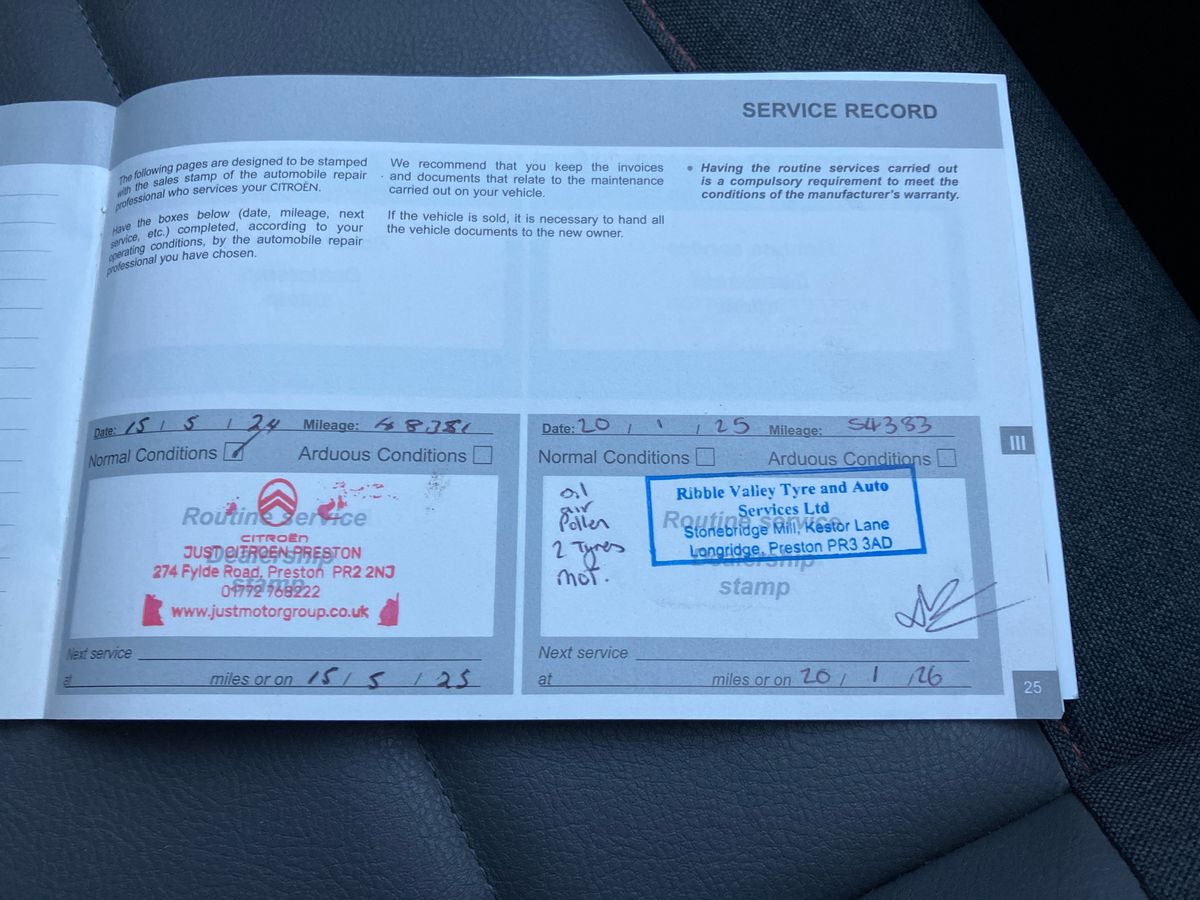 SERVICE RECORD
The following pages are designed to be stamped
with the sales stamp of the automobile repair
professional who services your CITROËN.
Have the boxes below (date, mileage, next
service, etc.) completed, according to your
operating conditions, by the automobile repair
professional you have chosen.
We recommend that you keep the invoices
and documents that relate to the maintenance
carried out on your vehicle.
If the vehicle is sold, it is necessary to hand all
the vehicle documents to the new owner.
• Having the routine services carried out
is a compulsory requirement to meet the
conditions of the manufacturer's warranty.
III
Date: 15 / 5 / 24 Mileage:
Normal Conditions Arduous Conditions
Routine service
CITROËN
Dealership
JUST CITROEN PRESTON
274 Fylde Road, Preston PR2 2NJ
stamp
01772 768222
www.justmotorgroup.co.uk
Next service
at miles or on 15 / 5 / 25
Date: 20 / 1 / 25 Mileage: 54383
Normal Conditions Arduous Conditions
oil
air
Pollen
2 Tyres
MOT.
Ribble Valley Tyre and Auto
Services Ltd
Routine service
Stonebridge Mill, Kestor Lane
Longridge, Preston PR3 3AD
Dealership
stamp
Next service
at miles or on 20 / 1 / 26
25